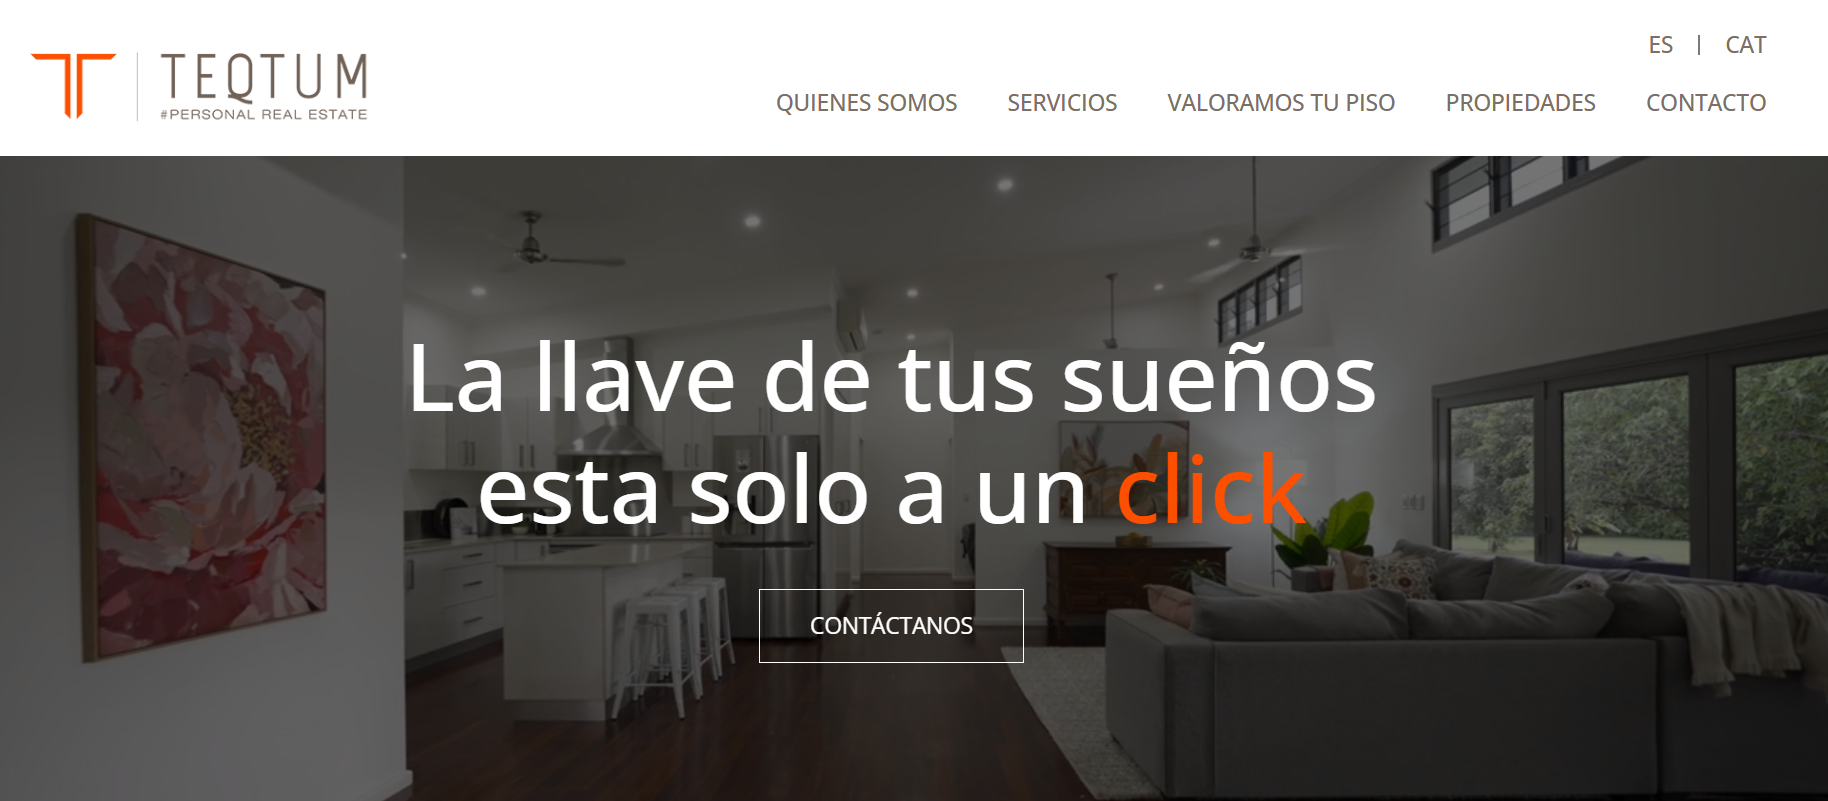 ES | CAT
TEQTUM
#PERSONAL REAL ESTATE
QUIENES SOMOS SERVICIOS VALORAMOS TU PISO PROPIEDADES CONTACTO
La llave de tus sueños
esta solo a un click
CONTÁCTANOS